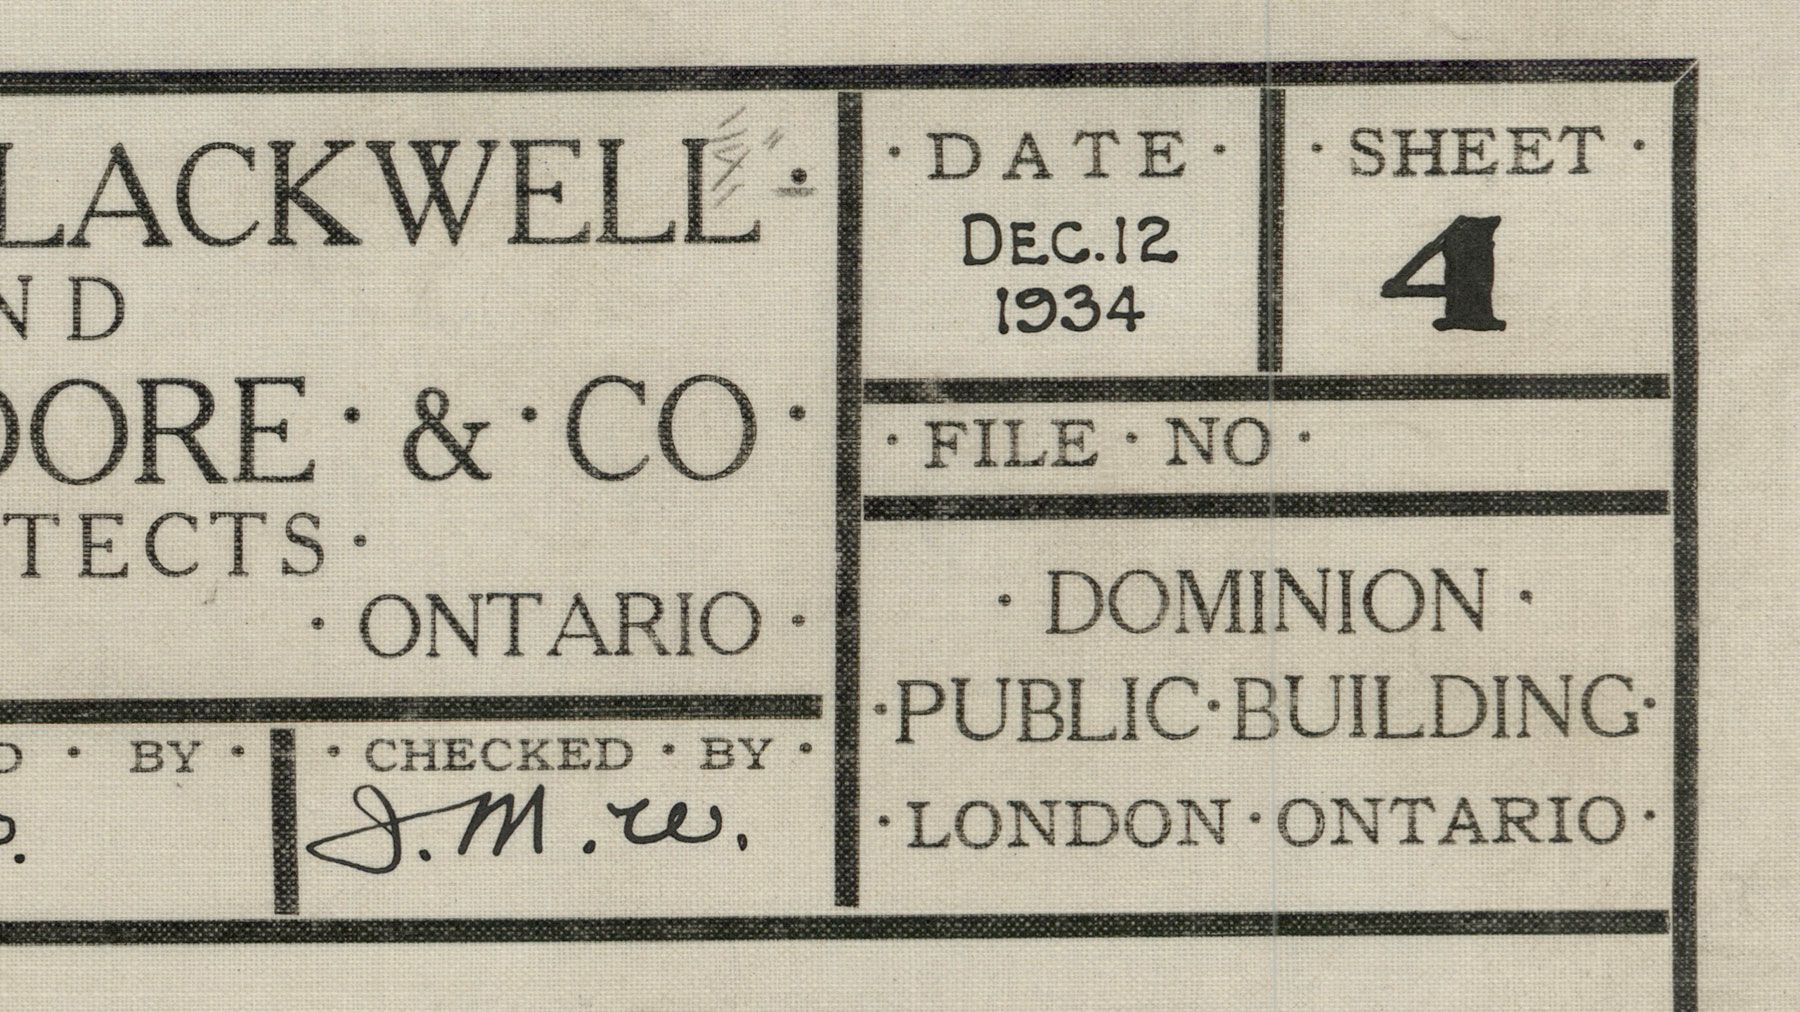 LACKWELL·
ND
OORE · & · CO ·
TECTS ·
· ONTARIO ·
D · BY ·
P.
· CHECKED · BY ·
J. M. W.
· DATE ·
DEC. 12
1934
· SHEET ·
4
· FILE · NO ·
· DOMINION ·
·PUBLIC·BUILDING·
·LONDON·ONTARIO·